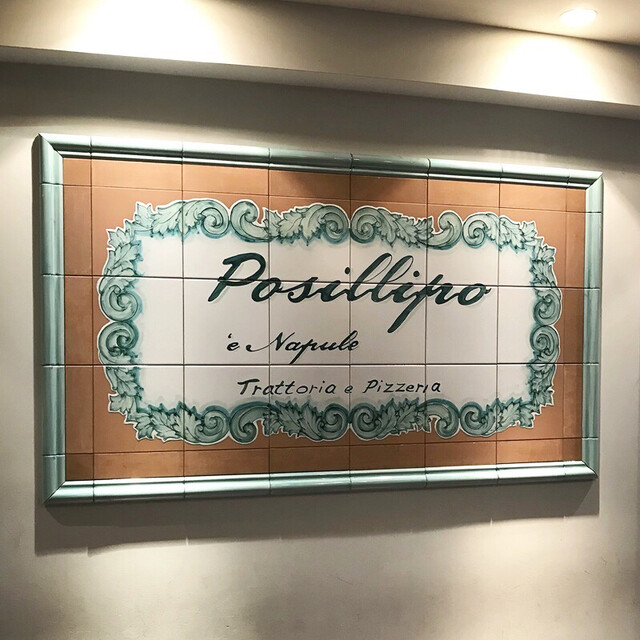 Posillipo
'e Napule
Trattoria e Pizzeria